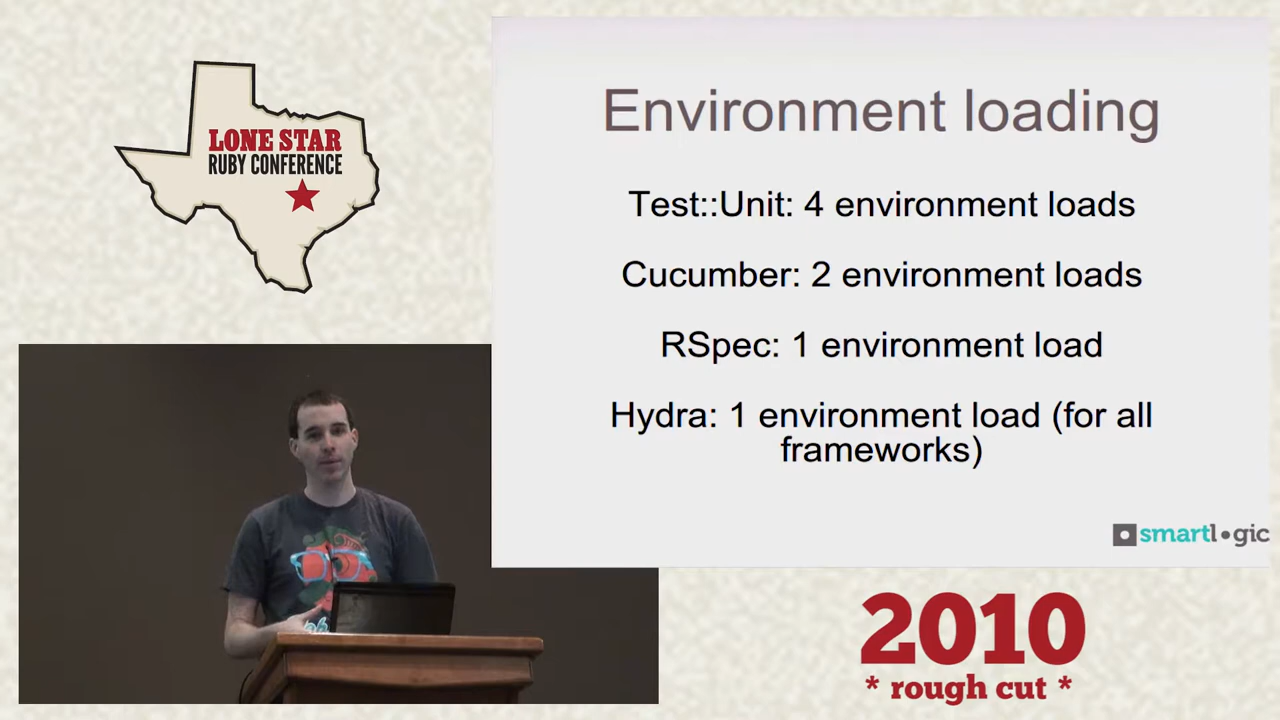 LONE STAR
RUBY CONFERENCE
Environment loading
Test::Unit: 4 environment loads
Cucumber: 2 environment loads
RSpec: 1 environment load
Hydra: 1 environment load (for all
frameworks)
smartlogic
2010
* rough cut *